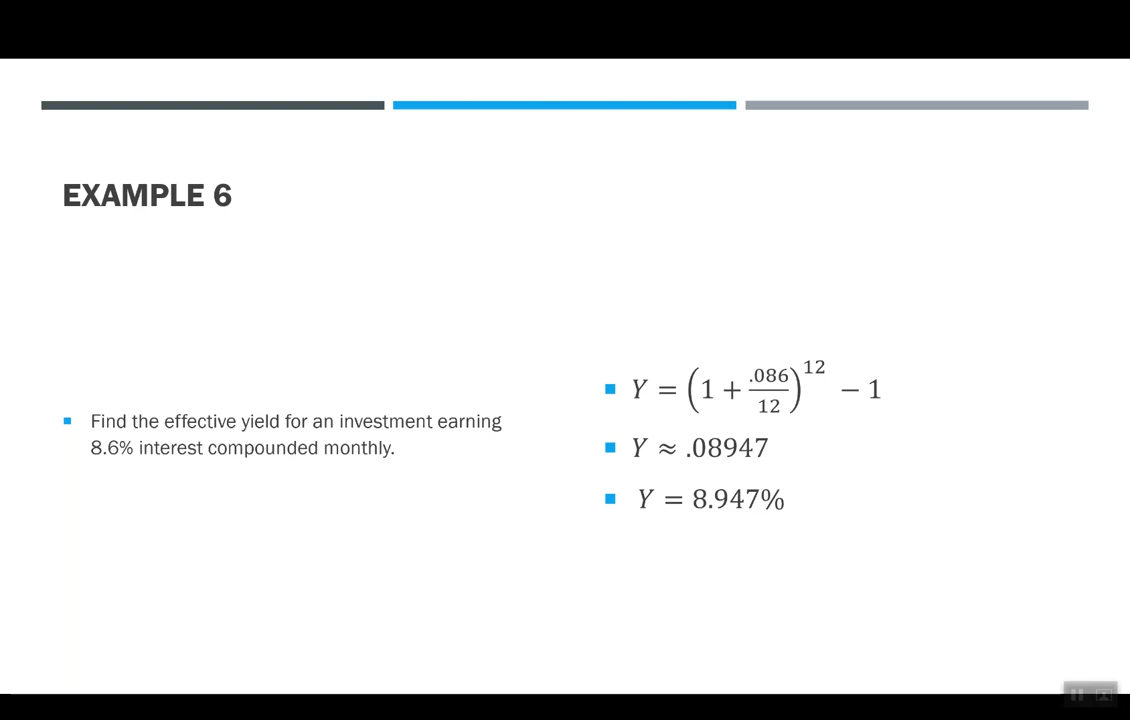 EXAMPLE 6
Find the effective yield for an investment earning
8.6% interest compounded monthly.
Y = (1 + .086/12)^12 − 1
Y ≈ .08947
Y = 8.947%